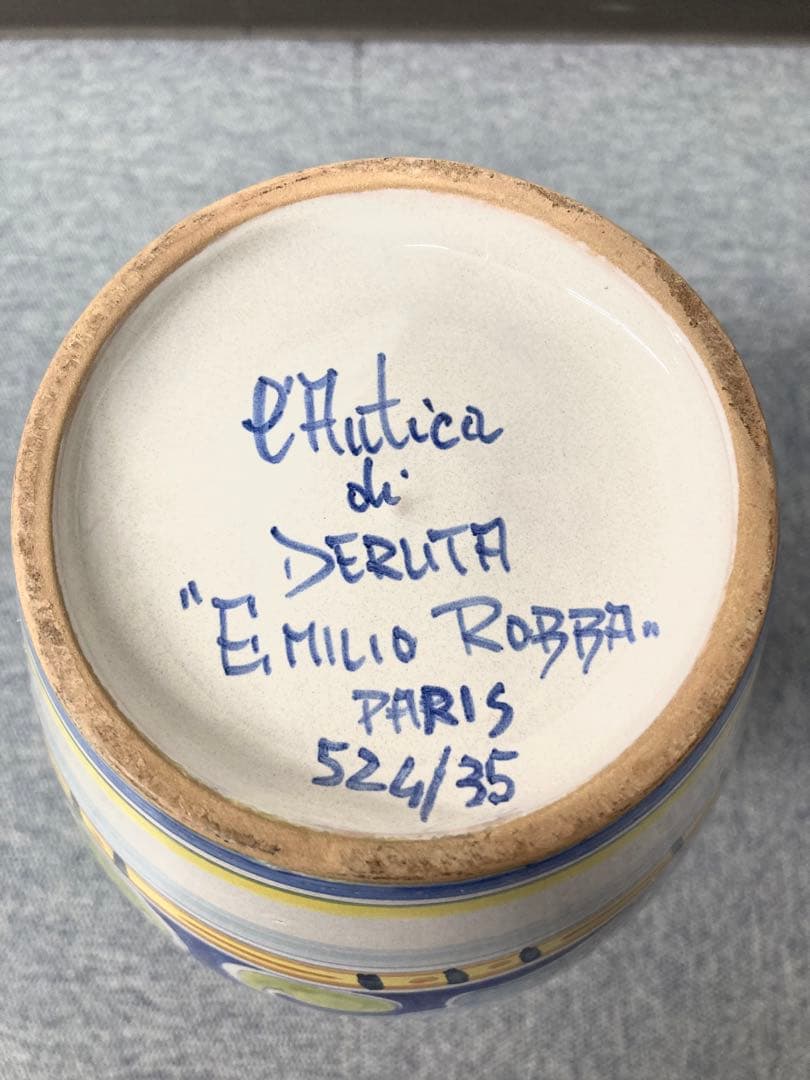 l'Antica
di
DERUTA
"EMILIO ROBBA"
PARIS
524/35